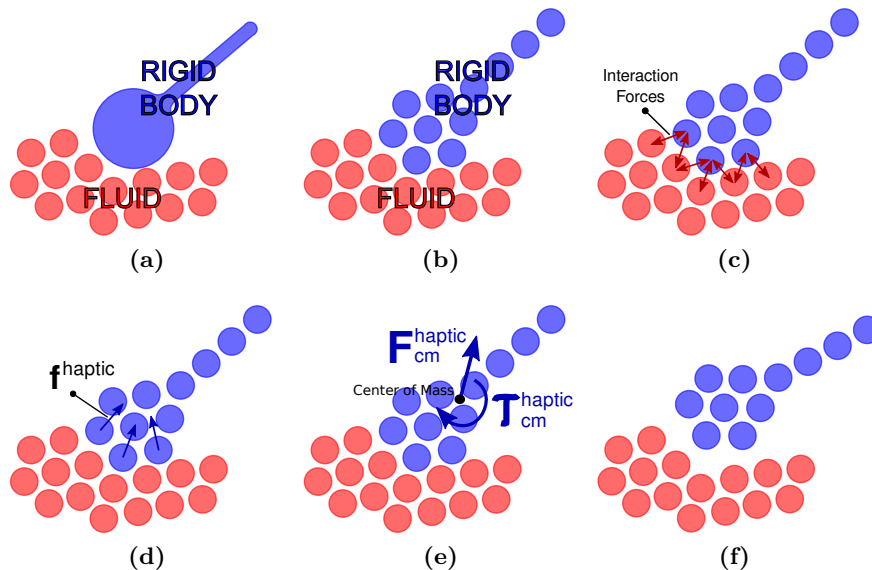 RIGID
BODY
FLUID
(a)
RIGID
BODY
FLUID
(b)
Interaction
Forces
(c)
f haptic
(d)
F haptic cm
Center of Mass
τ haptic cm
(e)
(f)